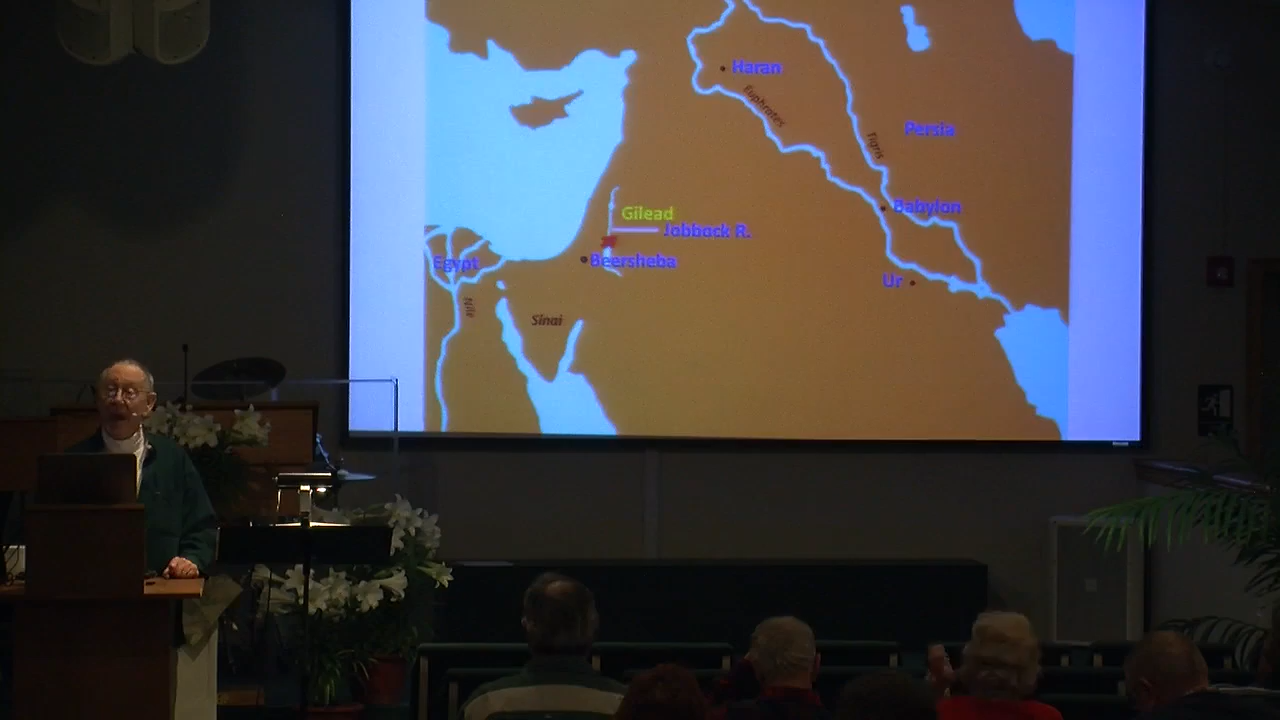 Haran
Euphrates
Persia
Tigris
Babylon
Gilead
Jobbock R.
Egypt
Beersheba
Ur
Nile
Sinai